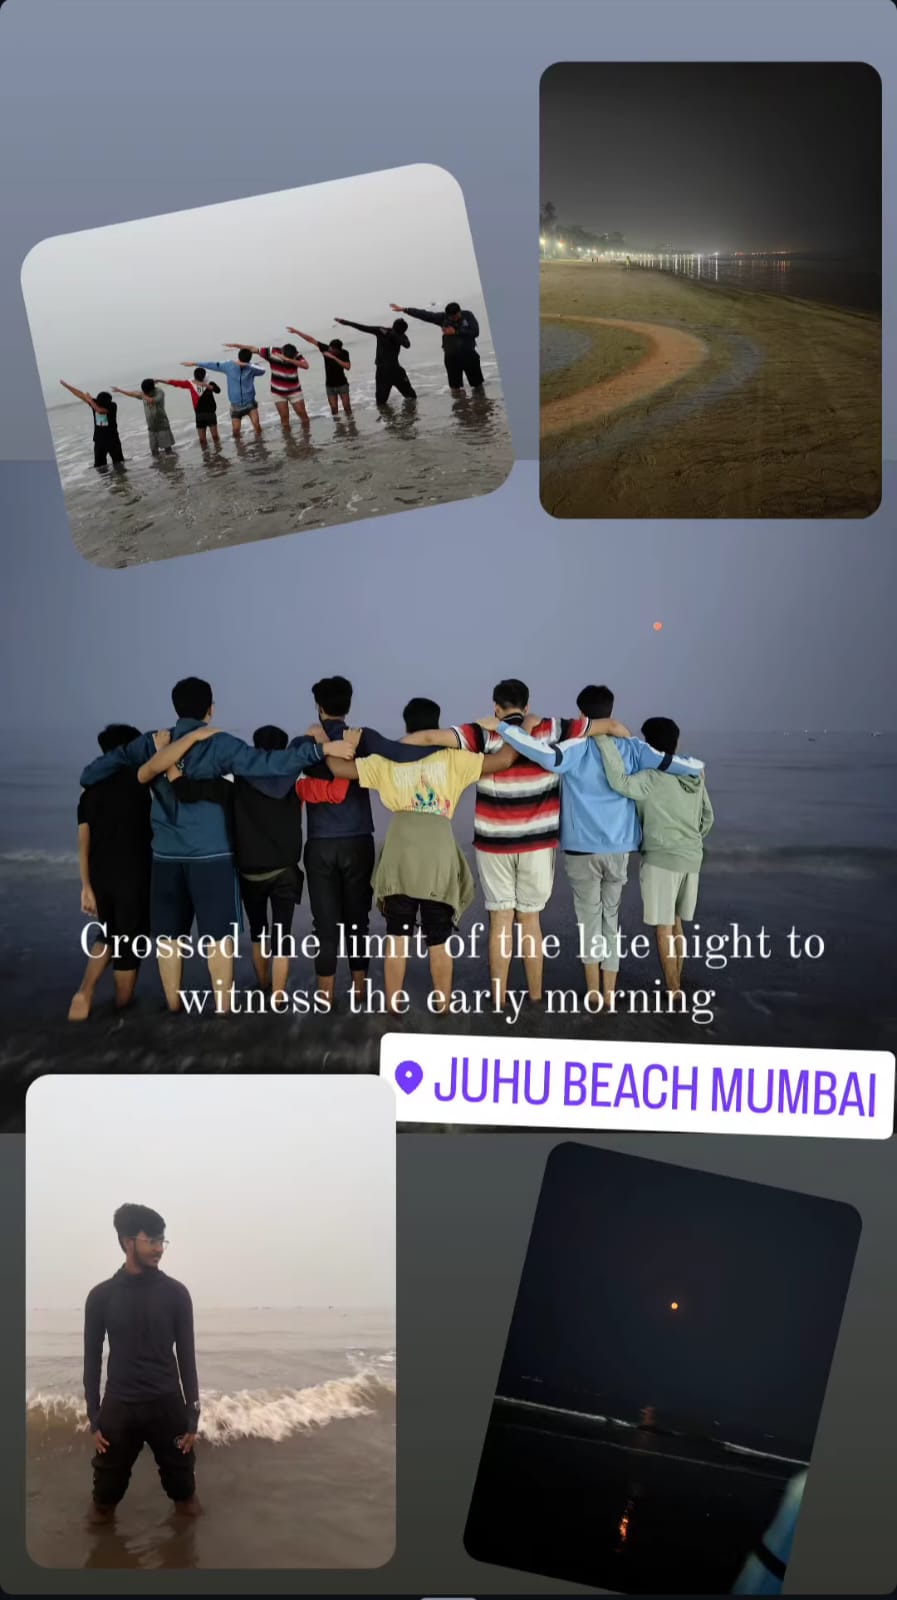 Crossed the limit of the late night to
witness the early morning
JUHU BEACH MUMBAI